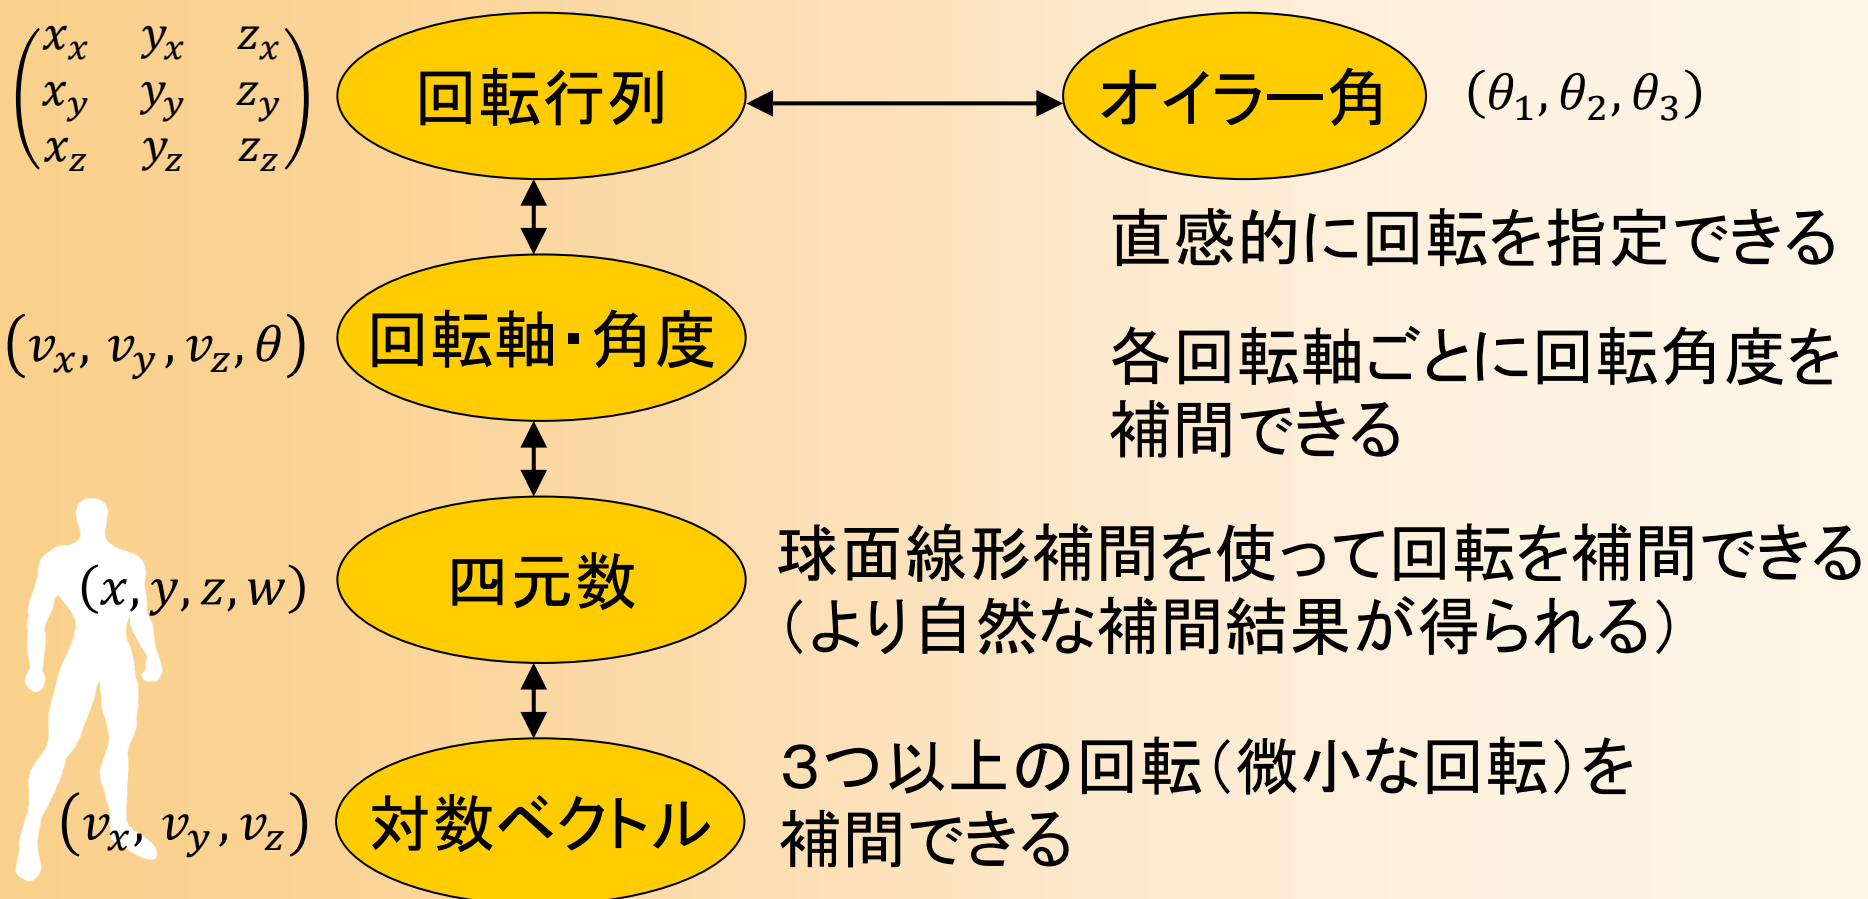 (x_x y_x z_x
x_y y_y z_y
x_z y_z z_z)
回転行列
オイラー角
(θ_1, θ_2, θ_3)
直感的に回転を指定できる
(v_x, v_y, v_z, θ)
回転軸・角度
各回転軸ごとに回転角度を
補間できる
(x, y, z, w)
四元数
球面線形補間を使って回転を補間できる
(より自然な補間結果が得られる)
(v_x, v_y, v_z)
対数ベクトル
3つ以上の回転(微小な回転)を
補間できる